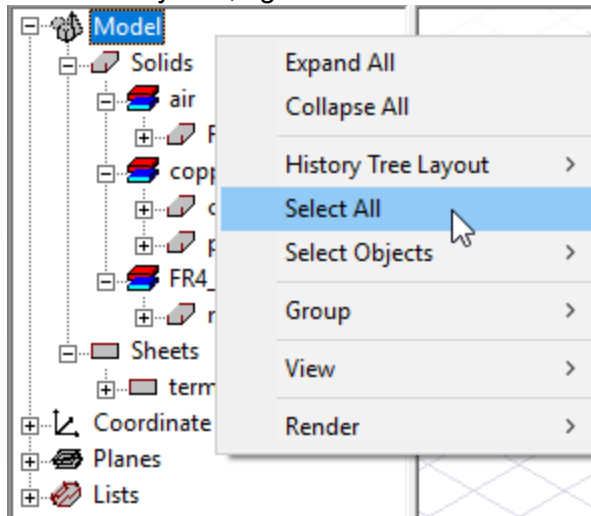 Model
Solids
Expand All
air
Collapse All
History Tree Layout
Select All
Select Objects
FR4_
Group
Sheets
View
Coordinate
Render
Planes
Lists